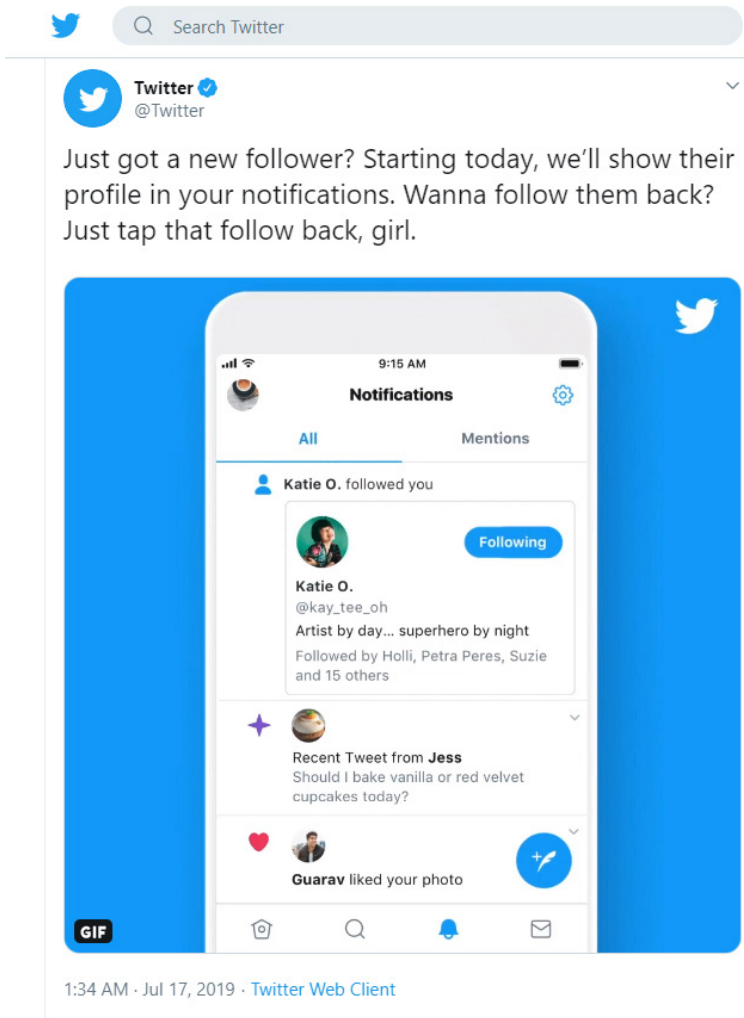 Search Twitter
Twitter
@Twitter
Just got a new follower? Starting today, we’ll show their
profile in your notifications. Wanna follow them back?
Just tap that follow back, girl.
9:15 AM
Notifications
All
Mentions
Katie O. followed you
Following
Katie O.
@kay_tee_oh
Artist by day... superhero by night
Followed by Holli, Petra Peres, Suzie
and 15 others
Recent Tweet from Jess
Should I bake vanilla or red velvet
cupcakes today?
Guarav liked your photo
GIF
1:34 AM · Jul 17, 2019 · Twitter Web Client